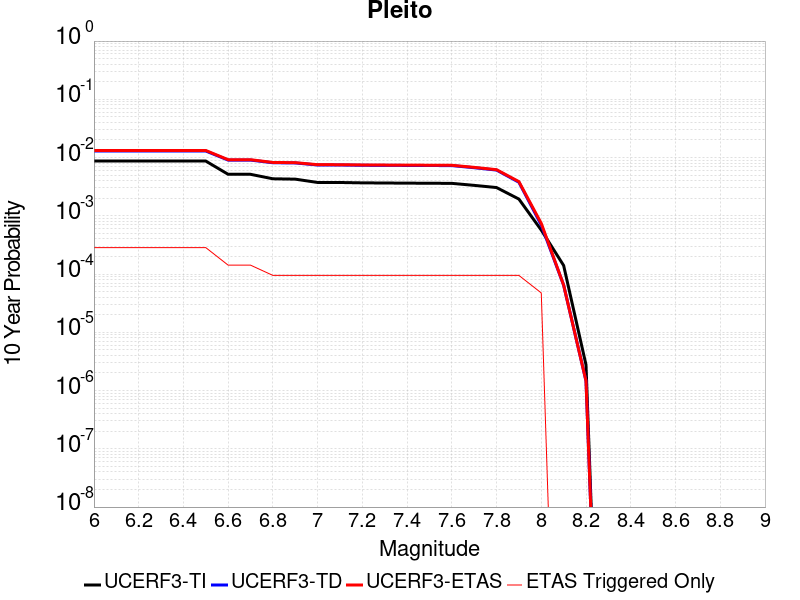 Pleito
10 0
10 -1
10 -2
10 -3
10 -4
10 -5
10 -6
10 -7
10 -8
10 Year Probability
6 6.2 6.4 6.6 6.8 7 7.2 7.4 7.6 7.8 8 8.2 8.4 8.6 8.8 9
Magnitude
UCERF3-TI UCERF3-TD UCERF3-ETAS ETAS Triggered Only